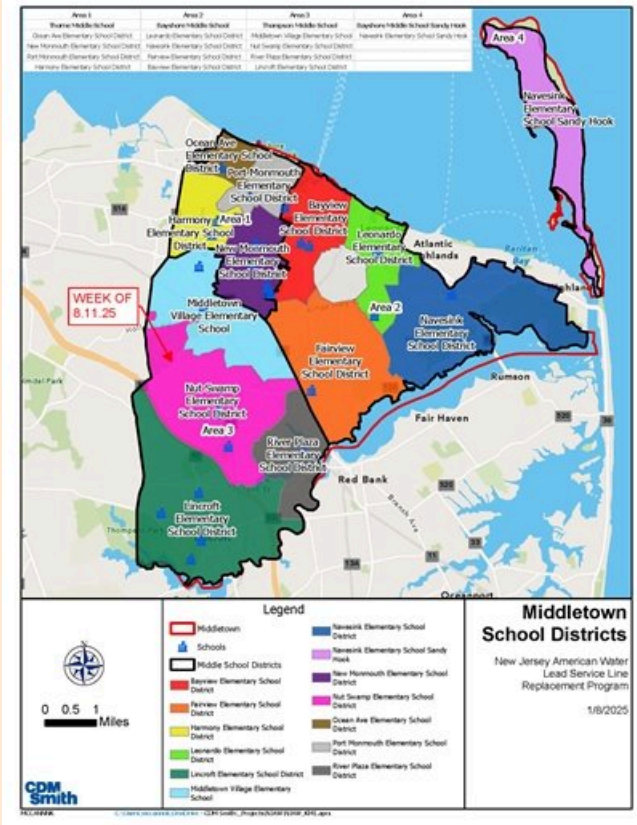 Area 1
Area 2
Area 3
Area 4
Thorne Middle School
Bayshore Middle School
Thompson Middle School
Bayshore Middle School Sandy Hook
Ocean Ave Elementary School District
Leonardo Elementary School District
Middletown Village Elementary School
Navesink Elementary School Sandy Hook
New Monmouth Elementary School District
Navesink Elementary School District
Nut Swamp Elementary School District
Port Monmouth Elementary School District
Fairview Elementary School District
River Plaza Elementary School District
Harmony Elementary School District
Bayview Elementary School District
Lincroft Elementary School District
Area 4
Navesink
Elementary
School Sandy Hook
Ocean Ave
Elementary School
District
Port Monmouth
Elementary
School
District
Bayview
Elementary
School District
Harmony
Elementary School
District
Area 1
New Monmouth
Elementary
School District
Leonardo
Elementary
School District
Atlantic
Highlands
Raritan
Bay
Highlands
WEEK OF
8.11.25
Middletown
Village Elementary
School
Area 2
Navesink
Elementary
School District
Fairview
Elementary
School District
Rumson
Nut Swamp
Elementary
School District
Area 3
Fair Haven
520
36
River Plaza
Elementary
School District
Red Bank
Branch Ave
520
Lincroft
Elementary
School District
33
13A
Oceanport
Legend
Middletown
Schools
Middle School Districts
Bayview Elementary School
District
Fairview Elementary School
District
Harmony Elementary School
District
Leonardo Elementary School
District
Lincroft Elementary School District
Middletown Village Elementary
School
Navesink Elementary School
District
Navesink Elementary School Sandy
Hook
New Monmouth Elementary School
District
Nut Swamp Elementary School
District
Ocean Ave Elementary School
District
Port Monmouth Elementary School
District
River Plaza Elementary School
District
0 0.5 1
Miles
CDM
Smith
Middletown
School Districts
New Jersey American Water
Lead Service Line
Replacement Program
1/8/2025